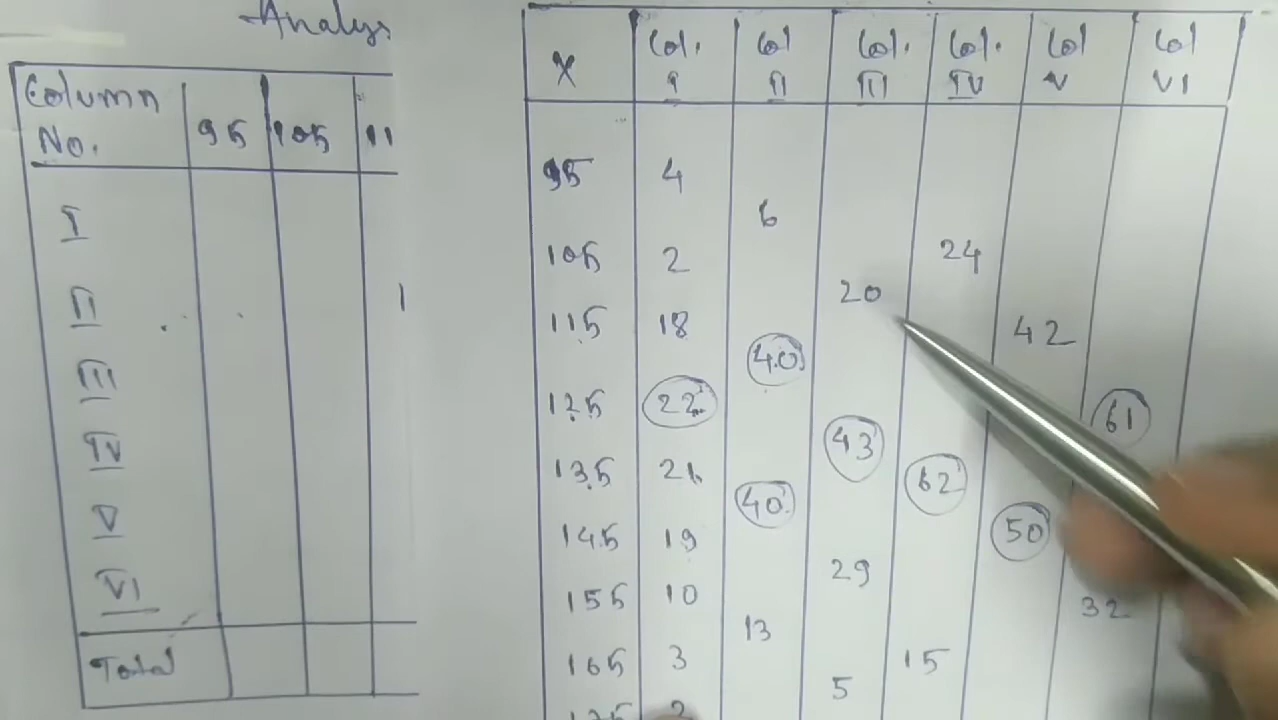 Analys
Column No.
95
105
11
I
II
III
IV
V
VI
Total
X
Col. I
Col II
Col. III
Col. IV
Col V
Col VI
95 4
6
105 2 24
20
115 18 42
40
125 22 61
43
135 21 62
40 50
145 19
29
155 10 32
13
165 3 15
5